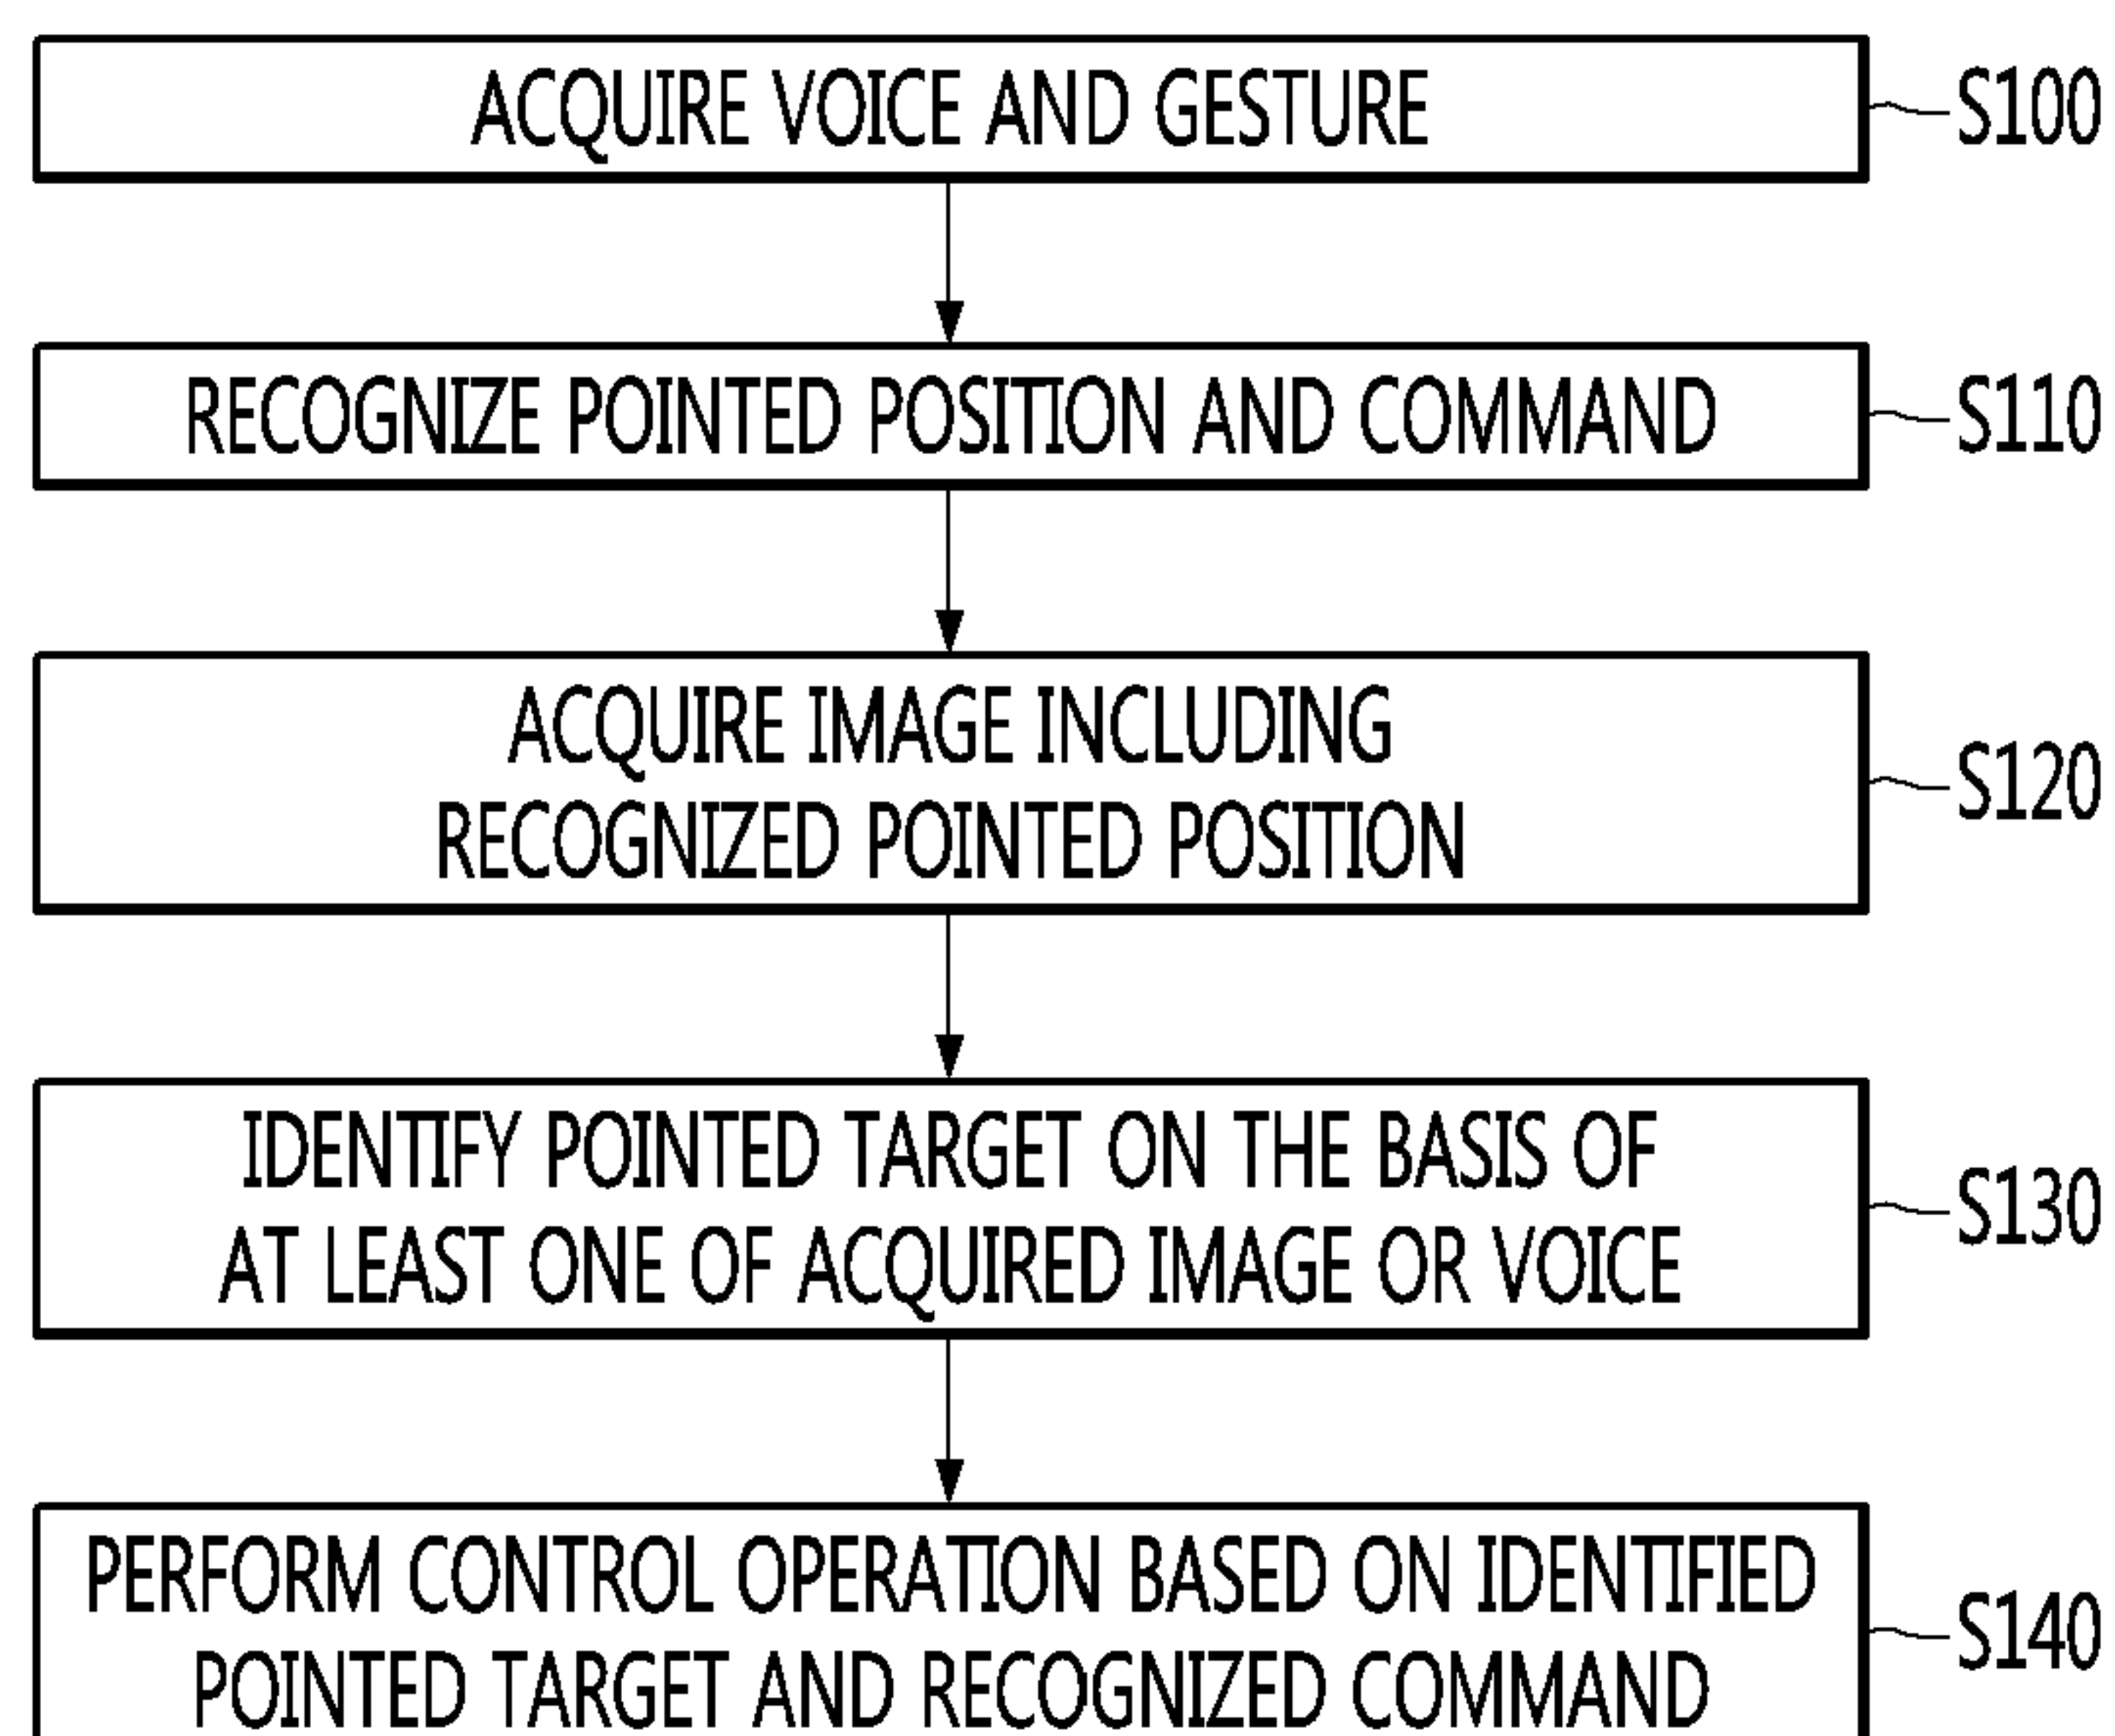 ACQUIRE VOICE AND GESTURE
S100
RECOGNIZE POINTED POSITION AND COMMAND
S110
ACQUIRE IMAGE INCLUDING
RECOGNIZED POINTED POSITION
S120
IDENTIFY POINTED TARGET ON THE BASIS OF
AT LEAST ONE OF ACQUIRED IMAGE OR VOICE
S130
PERFORM CONTROL OPERATION BASED ON IDENTIFIED
POINTED TARGET AND RECOGNIZED COMMAND
S140